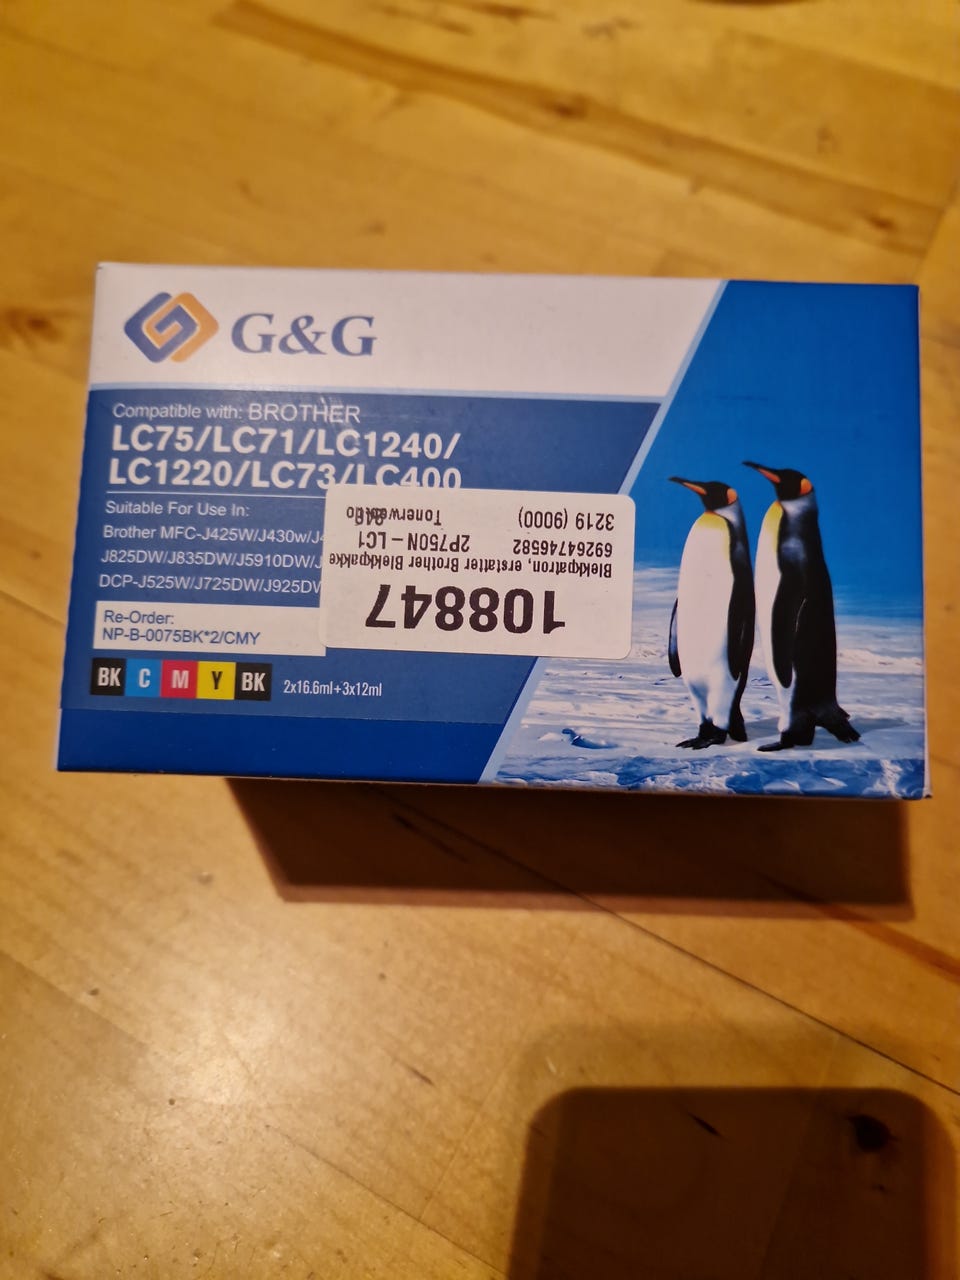 G&G
Compatible with: BROTHER
LC75/LC71/LC1240/
LC1220/LC73/LC400
Suitable For Use In:
Brother MFC-J425W/J430w/J4
J825DW/J835DW/J5910DW/J
DCP-J525W/J725DW/J925DW
Re-Order:
NP-B-0075BK*2/CMY
BK C M Y BK 2x16.6ml+3x12ml
108847
Blekkpatron, erstatter Brother Blekkpakke
69264746582 2P750N - LC1
3219 (9000)